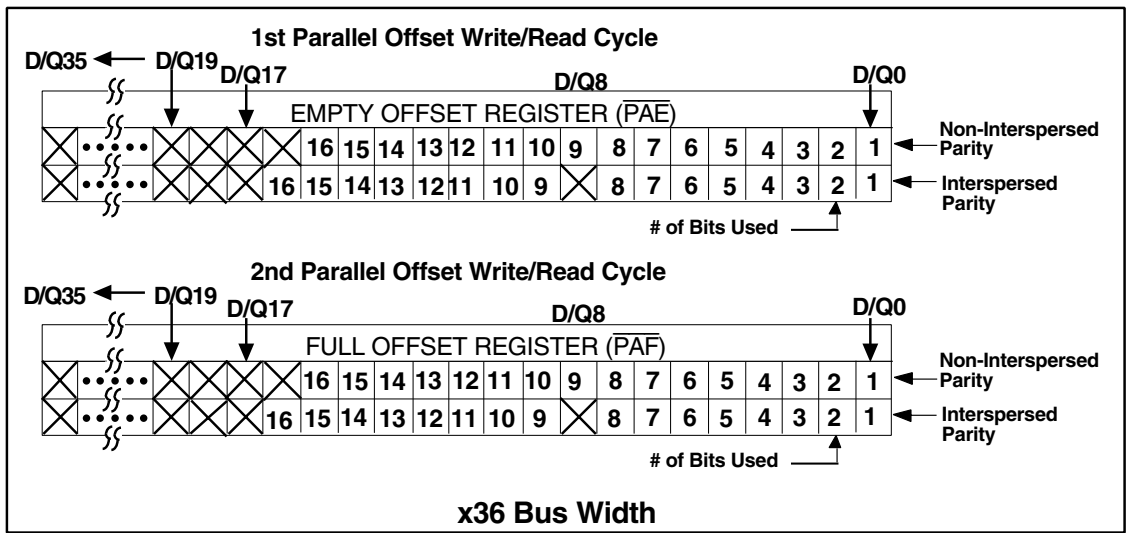 1st Parallel Offset Write/Read Cycle
D/Q35 D/Q19 D/Q17 D/Q8 D/Q0
EMPTY OFFSET REGISTER (PAE)
16 15 14 13 12 11 10 9 8 7 6 5 4 3 2 1 Non-Interspersed Parity
16 15 14 13 12 11 10 9 8 7 6 5 4 3 2 1 Interspersed Parity
# of Bits Used
2nd Parallel Offset Write/Read Cycle
D/Q35 D/Q19 D/Q17 D/Q8 D/Q0
FULL OFFSET REGISTER (PAF)
16 15 14 13 12 11 10 9 8 7 6 5 4 3 2 1 Non-Interspersed Parity
16 15 14 13 12 11 10 9 8 7 6 5 4 3 2 1 Interspersed Parity
# of Bits Used
x36 Bus Width